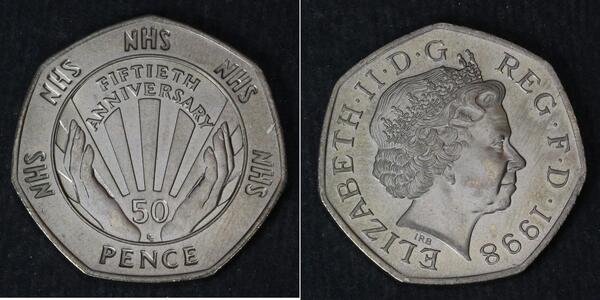 NHS NHS NHS NHS NHS
FIFTIETH
ANNIVERSARY
50
PENCE
ELIZABETH·II·D·G REG·F·D·1998
IRB